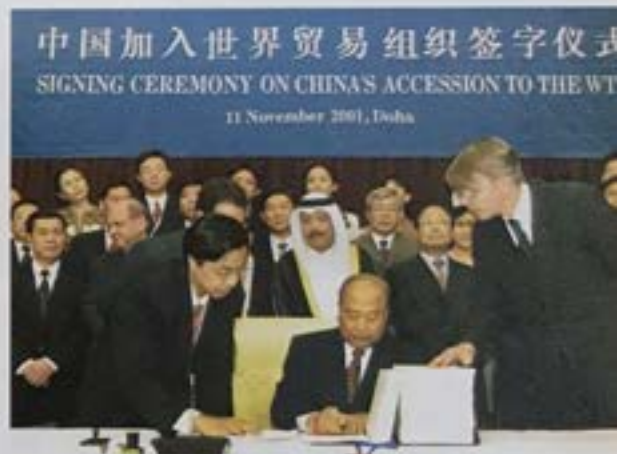 中国加入世界贸易组织签字仪式
SIGNING CEREMONY ON CHINA'S ACCESSION TO THE WT
11 November 2001, Doha